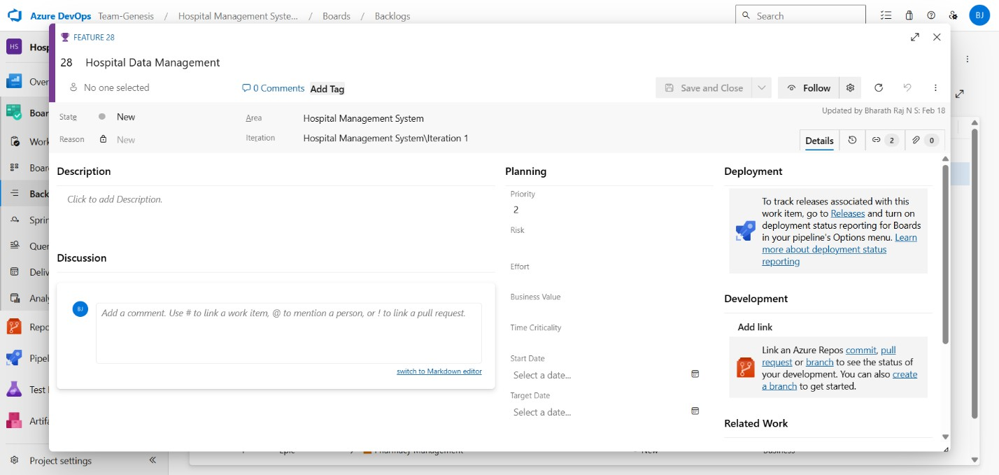 Azure DevOps Team-Genesis / Hospital Management Syste... / Boards / Backlogs
Search
BJ
HS Hosp
Over
Boar
Work
Boar
Back
Sprin
Quer
Deliv
Analy
Repo
Pipel
Test
Artifa
Project settings
FEATURE 28
28 Hospital Data Management
No one selected
0 Comments
Add Tag
Save and Close
Follow
State New
Area Hospital Management System
Updated by Bharath Raj N S: Feb 18
Reason New
Iteration Hospital Management System\Iteration 1
Details
2
0
Description
Click to add Description.
Discussion
BJ
Add a comment. Use # to link a work item, @ to mention a person, or ! to link a pull request.
switch to Markdown editor
Planning
Priority
2
Risk
Effort
Business Value
Time Criticality
Start Date
Select a date...
Target Date
Select a date...
Deployment
To track releases associated with this
work item, go to Releases and turn on
deployment status reporting for Boards
in your pipeline's Options menu. Learn
more about deployment status
reporting
Development
Add link
Link an Azure Repos commit, pull
request or branch to see the status of
your development. You can also create
a branch to get started.
Related Work
Epic Pharmacy Management New Business